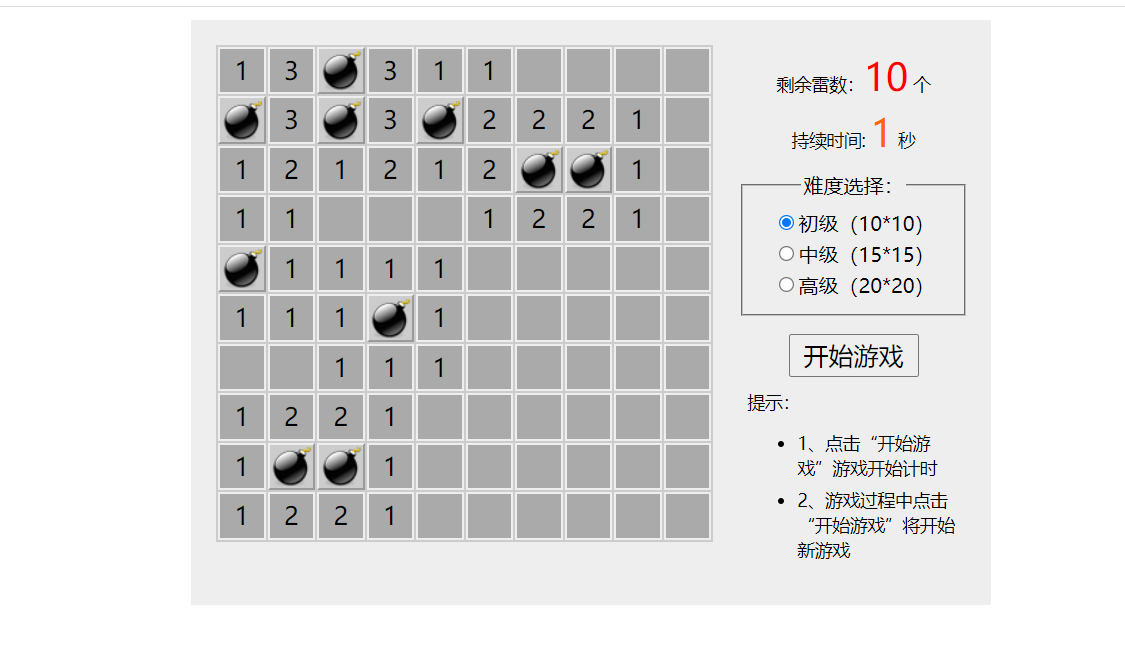 1 3 3 1 1
3 3 2 2 2 1
1 2 1 2 1 2 1
1 1 1 2 2 1
1 1 1 1
1 1 1 1
1 1 1
1 2 2 1
1 1
1 2 2 1
剩余雷数：10 个
持续时间: 1 秒
难度选择：
初级（10*10）
中级（15*15）
高级（20*20）
开始游戏
提示：
1、点击“开始游
戏”游戏开始计时
2、游戏过程中点击
“开始游戏”将开始
新游戏